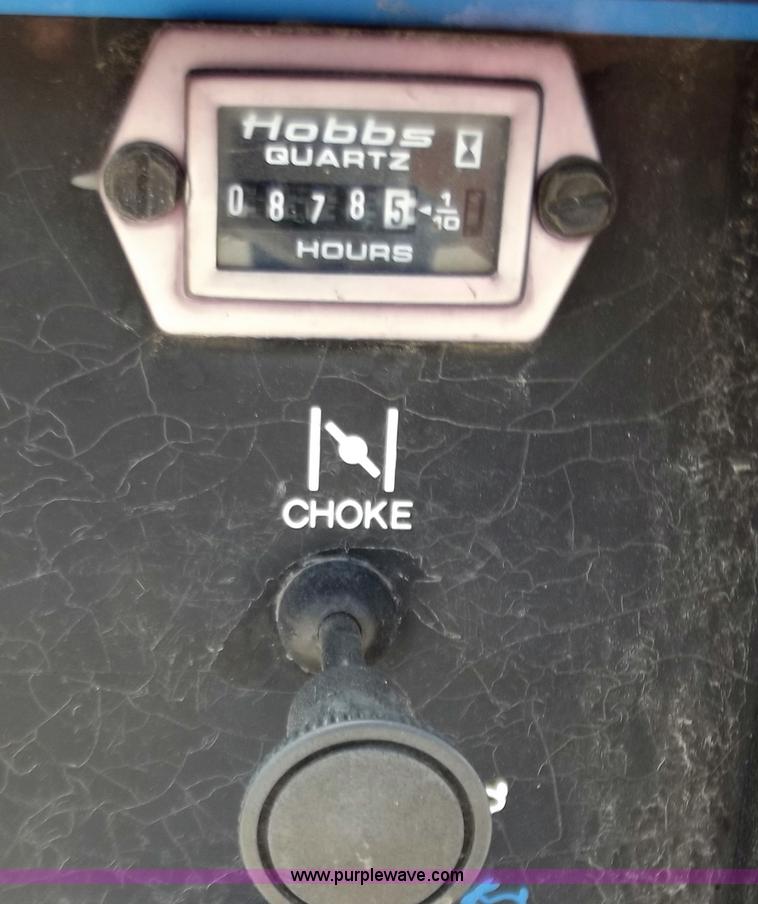 Hobbs
QUARTZ
0 8 7 8 5 ◄ 1/10
HOURS
CHOKE
www.purplewave.com